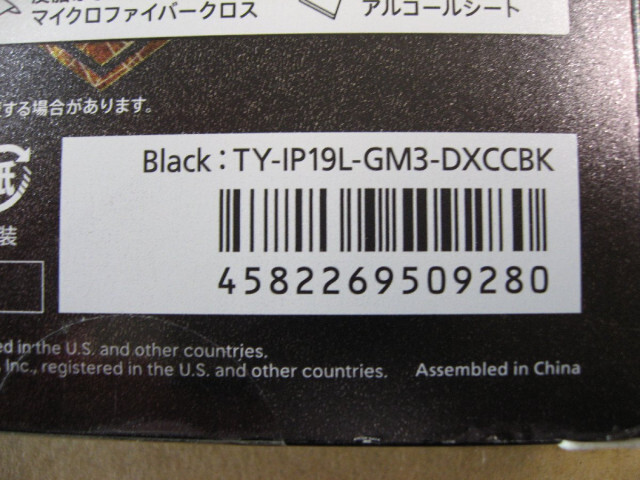 マイクロファイバークロス
アルコールシート
する場合があります。
紙
装
Black : TY-IP19L-GM3-DXCCBK
4582269509280
ed in the U.S. and other countries.
Inc., registered in the U.S. and other countries.
Assembled in China